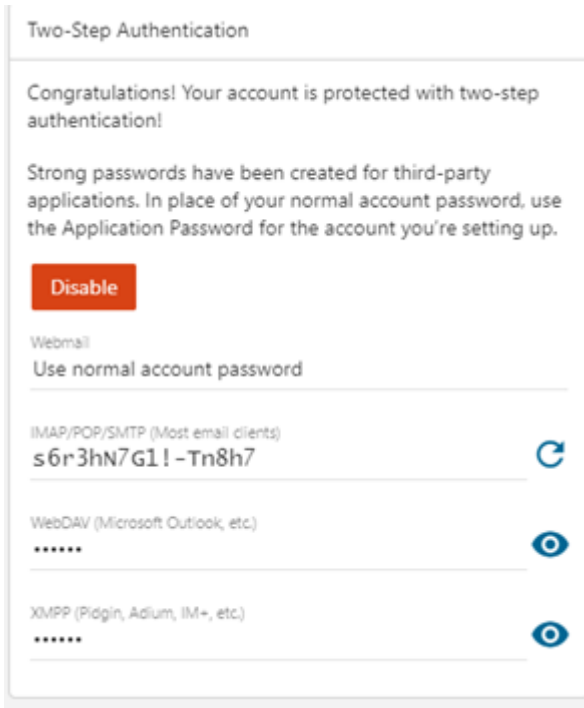 Two-Step Authentication
Congratulations! Your account is protected with two-step
authentication!
Strong passwords have been created for third-party
applications. In place of your normal account password, use
the Application Password for the account you're setting up.
Disable
Webmail
Use normal account password
IMAP/POP/SMTP (Most email clients)
s6r3hN7Gl!-Tn8h7
WebDAV (Microsoft Outlook, etc.)
••••••
XMPP (Pidgin, Adium, IM+, etc.)
••••••